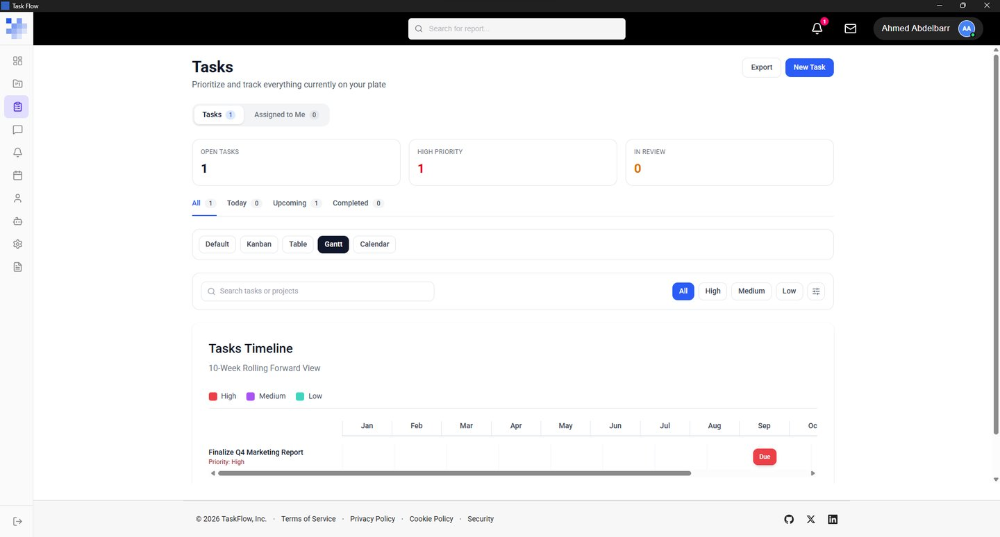 Task Flow
Search for report...
1
Ahmed Abdelbarr
AA
Tasks
Prioritize and track everything currently on your plate
Export
New Task
Tasks 1
Assigned to Me 0
OPEN TASKS
1
HIGH PRIORITY
1
IN REVIEW
0
All 1
Today 0
Upcoming 1
Completed 0
Default
Kanban
Table
Gantt
Calendar
Search tasks or projects
All
High
Medium
Low
Tasks Timeline
10-Week Rolling Forward View
High
Medium
Low
Jan Feb Mar Apr May Jun Jul Aug Sep Oc
Finalize Q4 Marketing Report
Priority: High
Due
© 2026 TaskFlow, Inc. · Terms of Service · Privacy Policy · Cookie Policy · Security